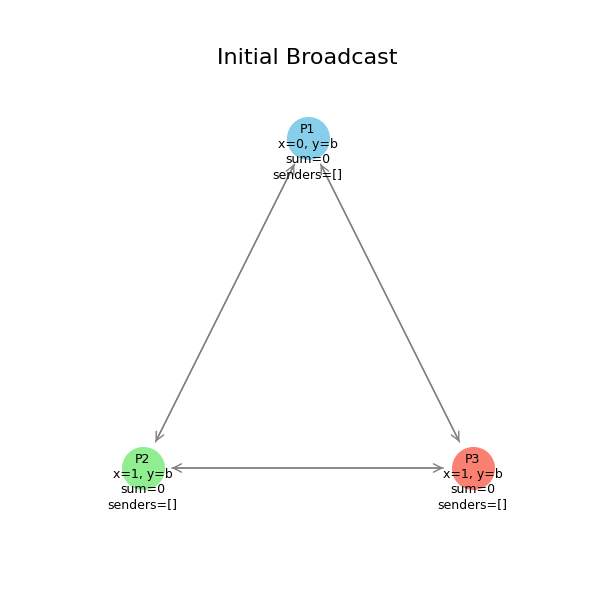 Initial Broadcast
P1
x=0, y=b
sum=0
senders=[]
P2
x=1, y=b
sum=0
senders=[]
P3
x=1, y=b
sum=0
senders=[]